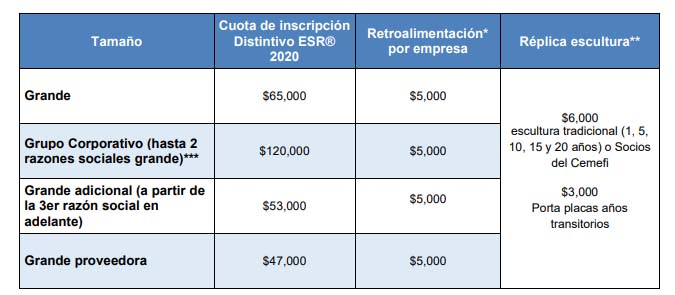 Tamaño
Cuota de inscripción
Distintivo ESR®
2020
Retroalimentación*
por empresa
Réplica escultura**
Grande
$65,000
$5,000
Grupo Corporativo (hasta 2
razones sociales grande)***
$120,000
$5,000
Grande adicional (a partir de
la 3er razón social en
adelante)
$53,000
$5,000
Grande proveedora
$47,000
$5,000
$6,000
escultura tradicional (1, 5,
10, 15 y 20 años) o Socios
del Cemefi
$3,000
Porta placas años
transitorios